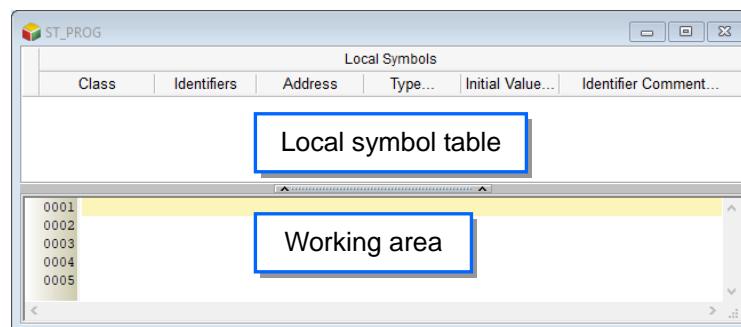 ST_PROG
Local Symbols
Class Identifiers Address Type... Initial Value... Identifier Comment...
Local symbol table
0001
0002
Working area
0003
0004
0005